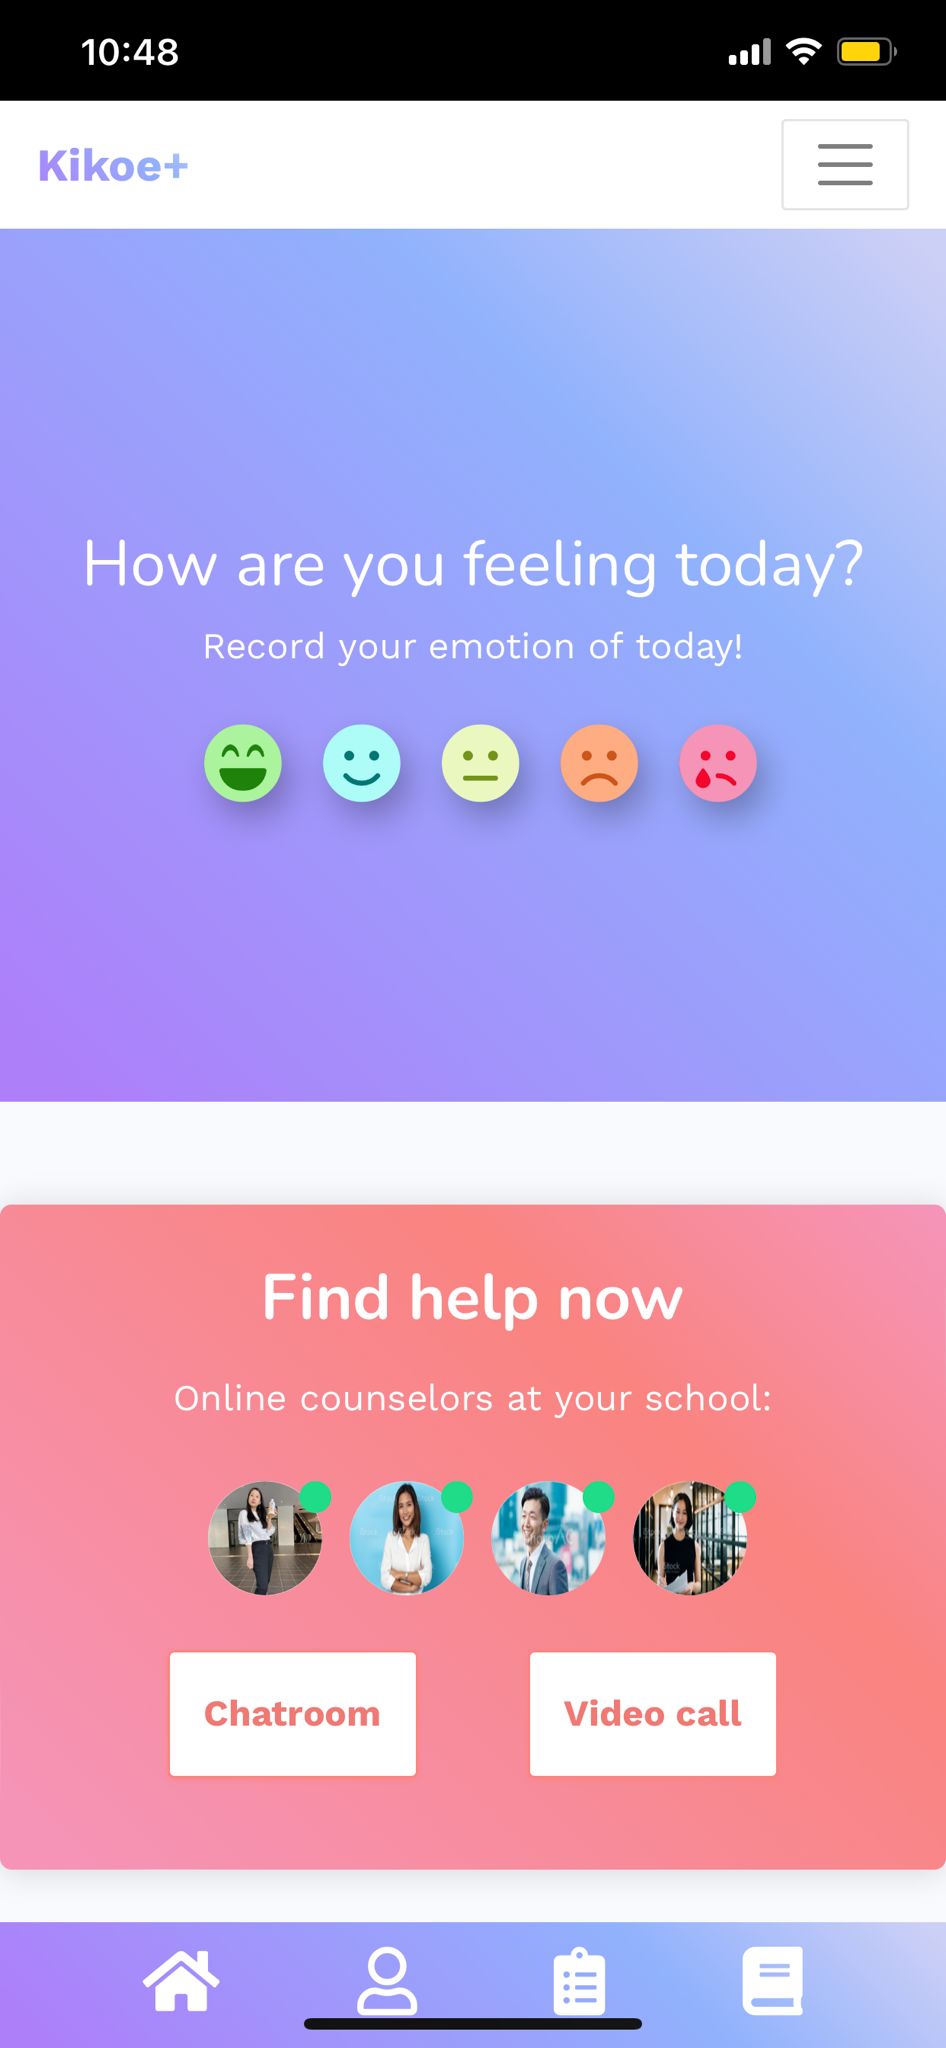 10:48
Kikoe+
How are you feeling today?
Record your emotion of today!
Find help now
Online counselors at your school:
iStock
Chatroom
Video call